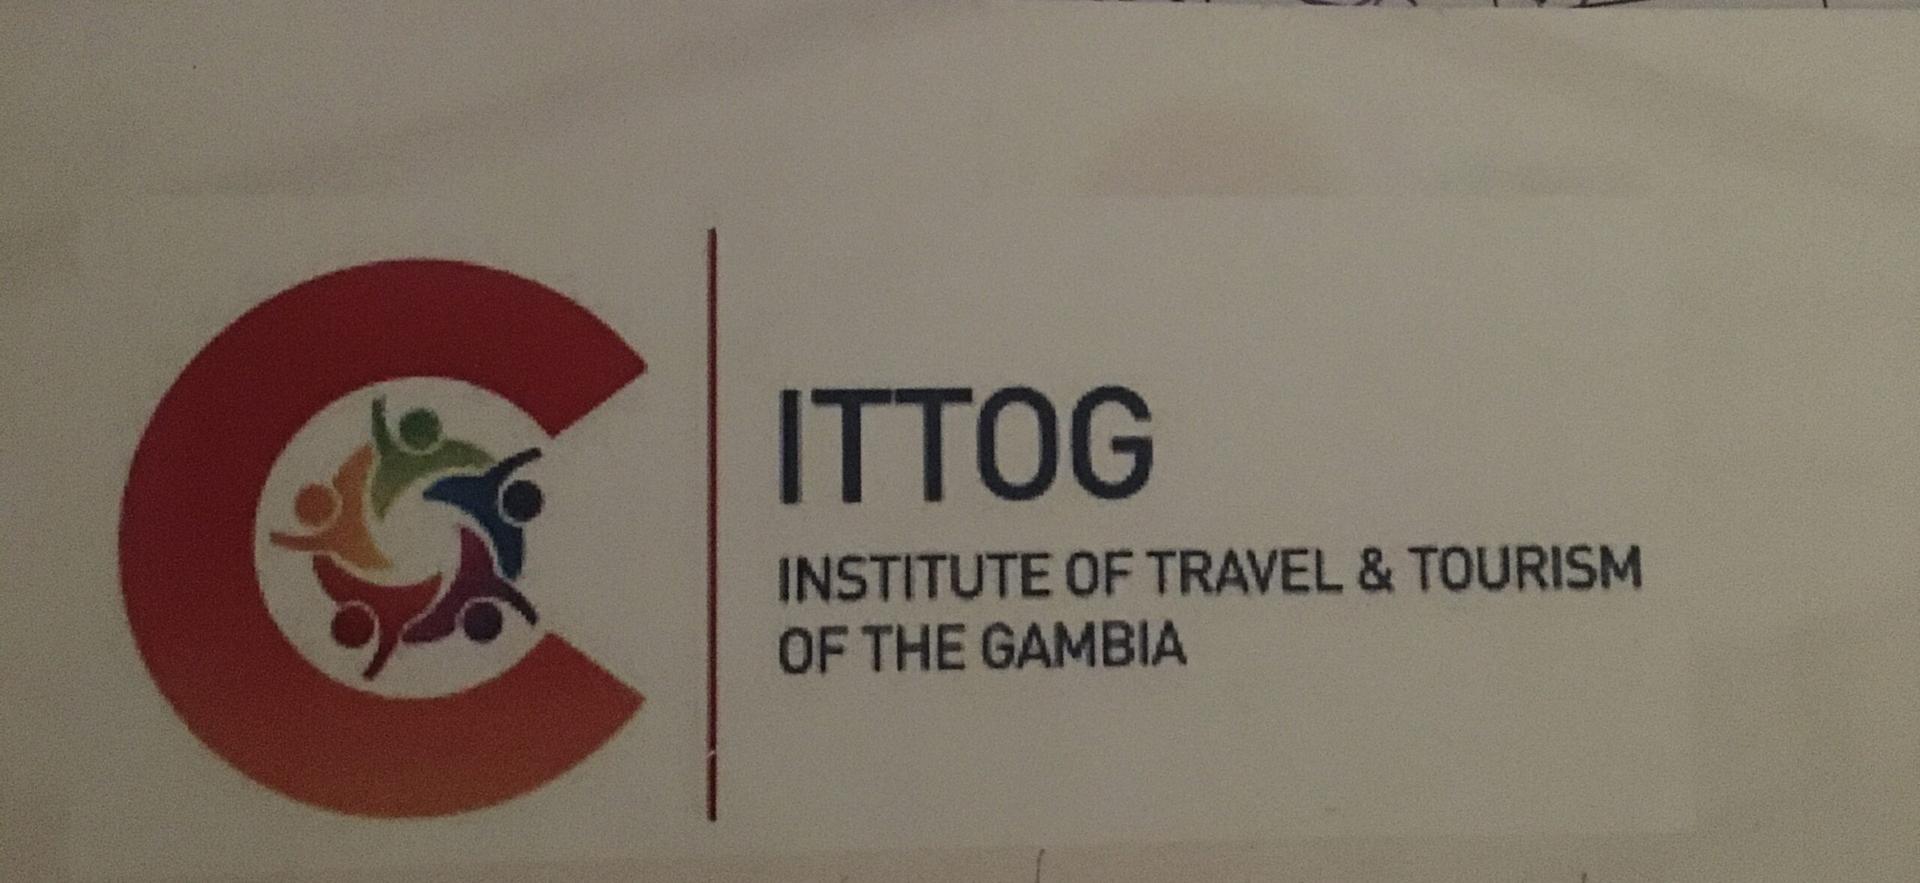 ITTOG
INSTITUTE OF TRAVEL & TOURISM
OF THE GAMBIA